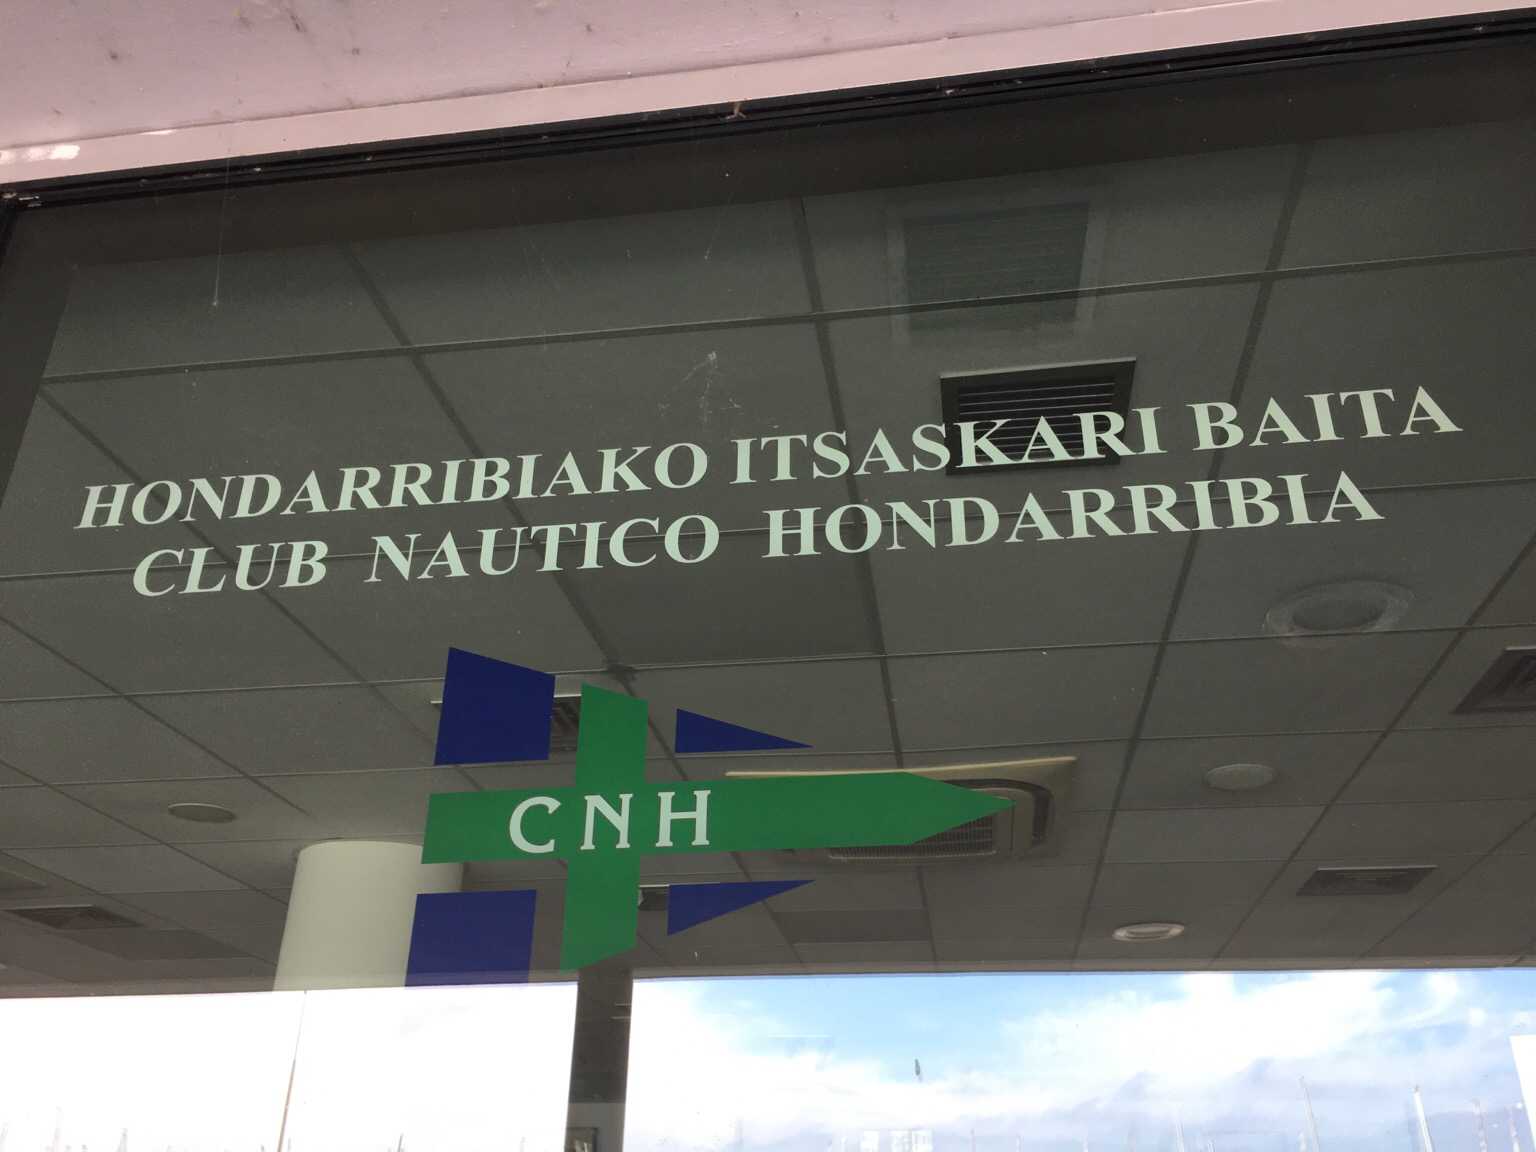 HONDARRIBIAKO ITSASKARI BAITA
CLUB NAUTICO HONDARRIBIA
CNH